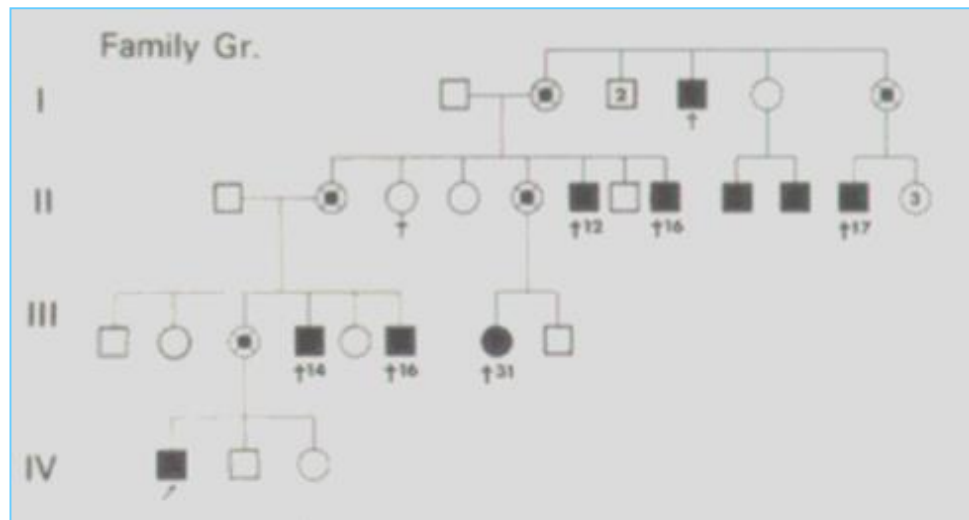 Family Gr.
I
2
†
II
†
†12
†16
†17
3
III
†14
†16
†31
IV